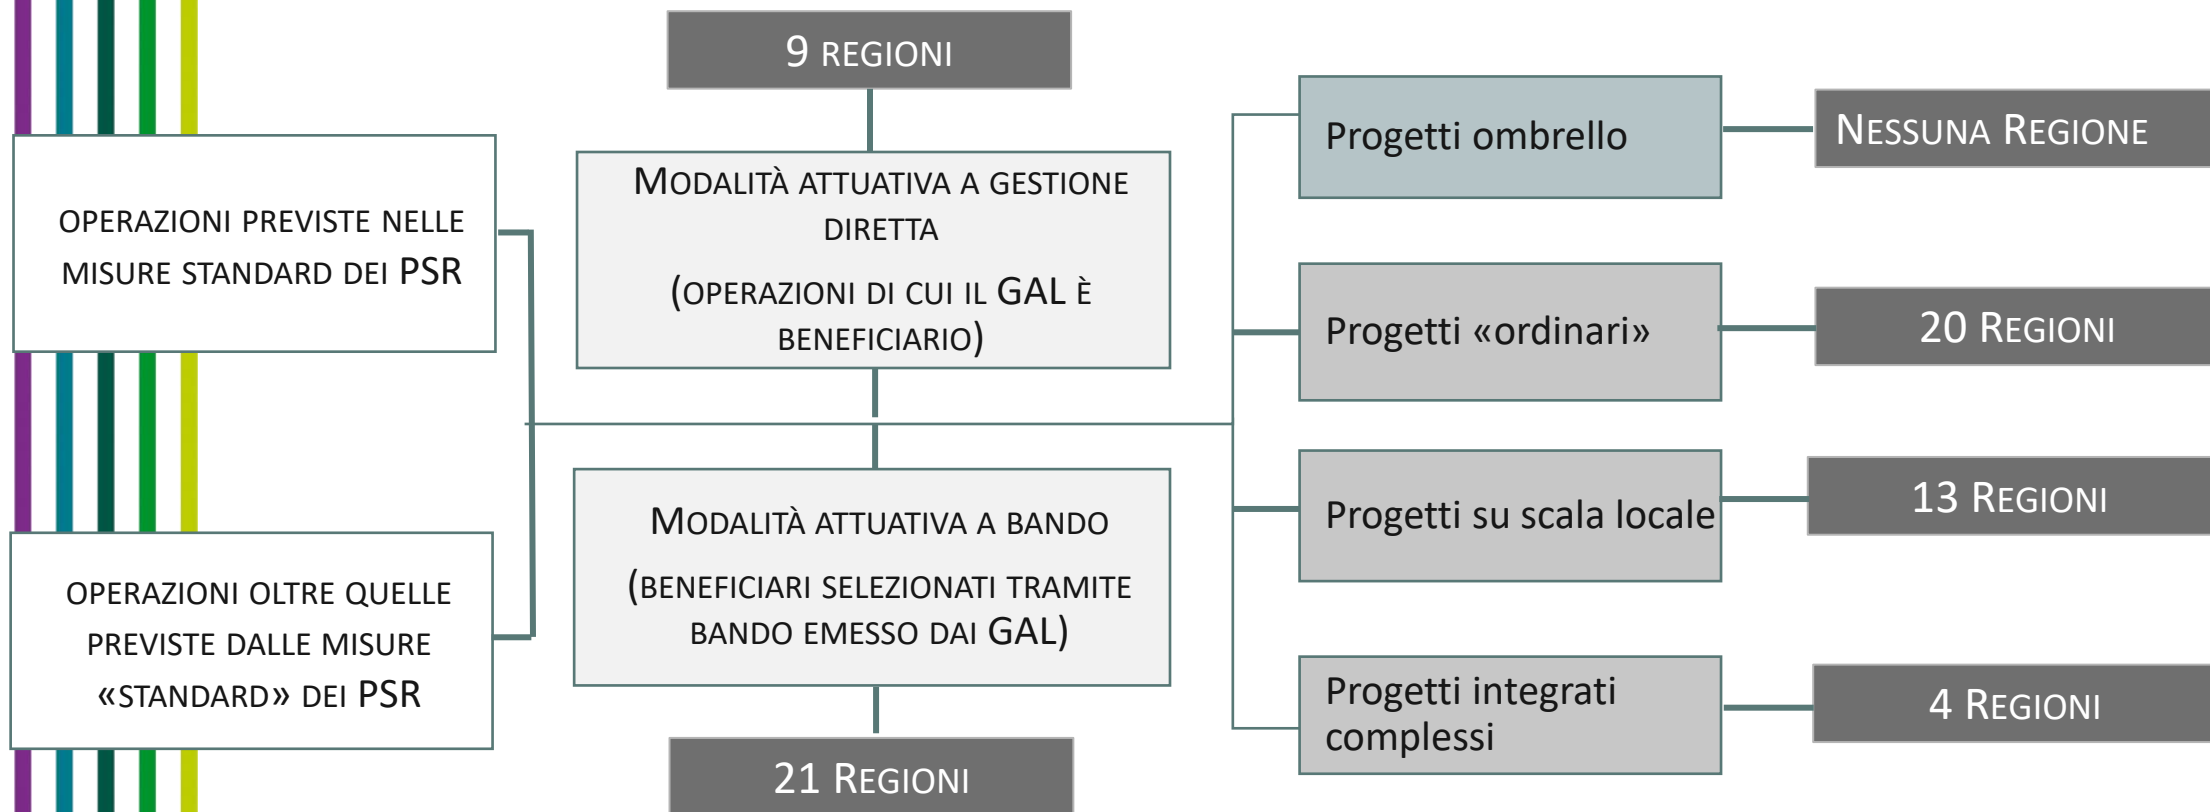 9 REGIONI
OPERAZIONI PREVISTE NELLE
MISURE STANDARD DEI PSR
OPERAZIONI OLTRE QUELLE
PREVISTE DALLE MISURE
«STANDARD» DEI PSR
MODALITÀ ATTUATIVA A GESTIONE
DIRETTA
(OPERAZIONI DI CUI IL GAL È
BENEFICIARIO)
MODALITÀ ATTUATIVA A BANDO
(BENEFICIARI SELEZIONATI TRAMITE
BANDO EMESSO DAI GAL)
21 REGIONI
Progetti ombrello
NESSUNA REGIONE
Progetti «ordinari»
20 REGIONI
Progetti su scala locale
13 REGIONI
Progetti integrati
complessi
4 REGIONI